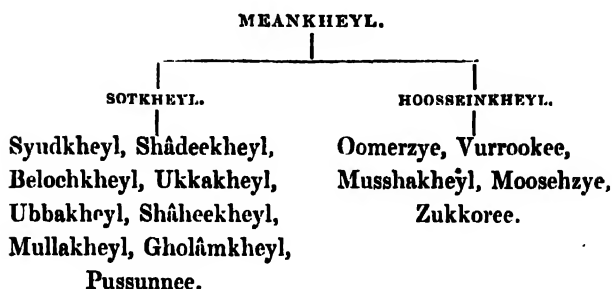 MEANKHEYL.
SOTKHEYL.
Syudkheyl, Shâdeekheyl,
Belochkheyl, Ukkakheyl,
Ubbakheyl, Shâheekheyl,
Mullakheyl, Gholâmkheyl,
Pussunnee.
HOOSSEINKHEYL.
Oomerzye, Vurrookee,
Musshakheyl, Moosehzye,
Zukkoree.